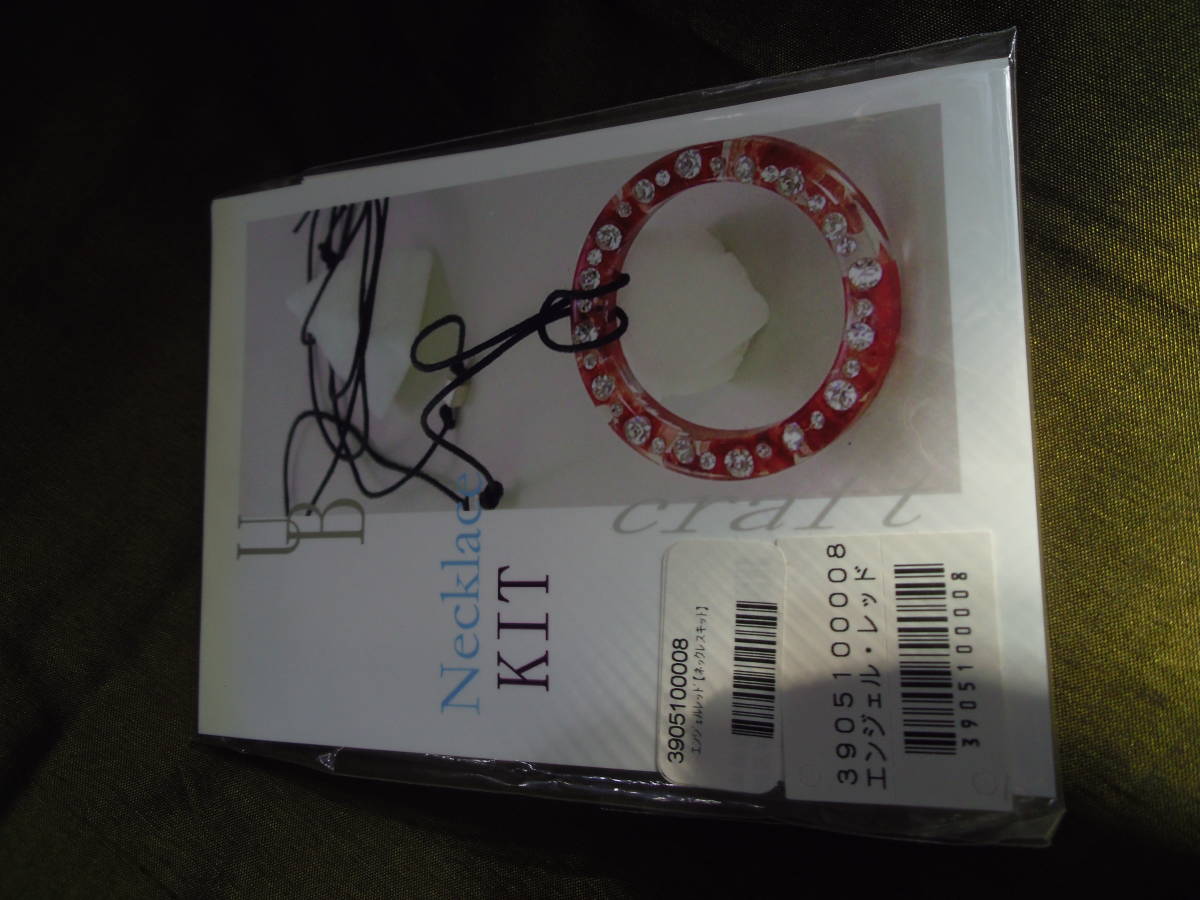 UB
Necklace
KIT
craft
3905100008
エンジェルレッド【ネックレスキット】
3905100008
エンジェル・レッド
3905100008